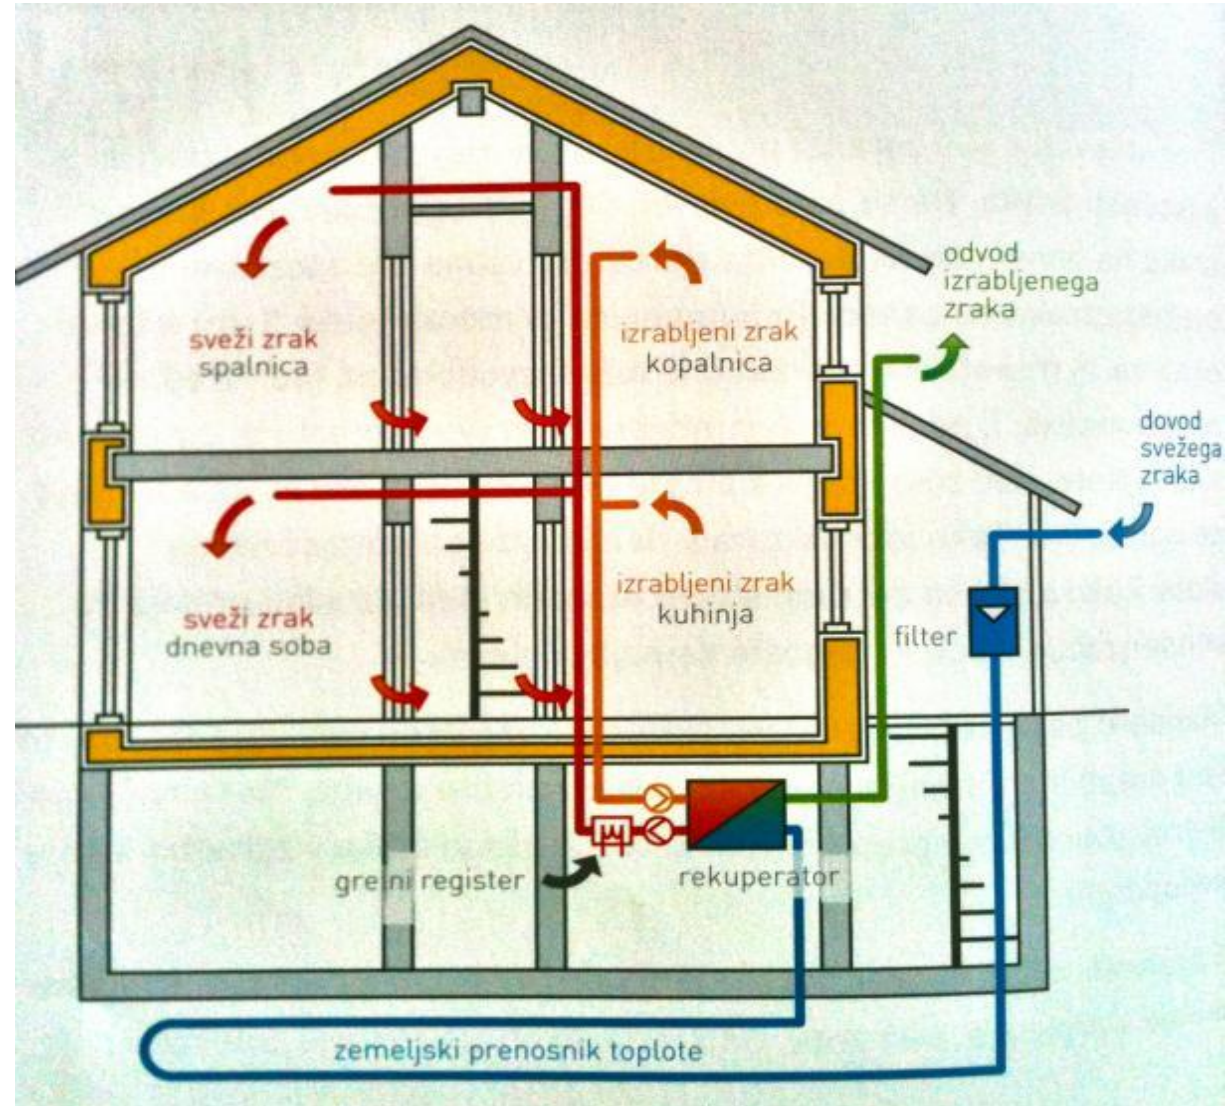 odvod
izrabljenega
zraka
sveži zrak
spalnica
izrabljeni zrak
kopalnica
dovod
svežega
zraka
izrabljeni zrak
kuhinja
sveži zrak
dnevna soba
filter
grelni register
rekuperator
zemeljski prenosnik toplote